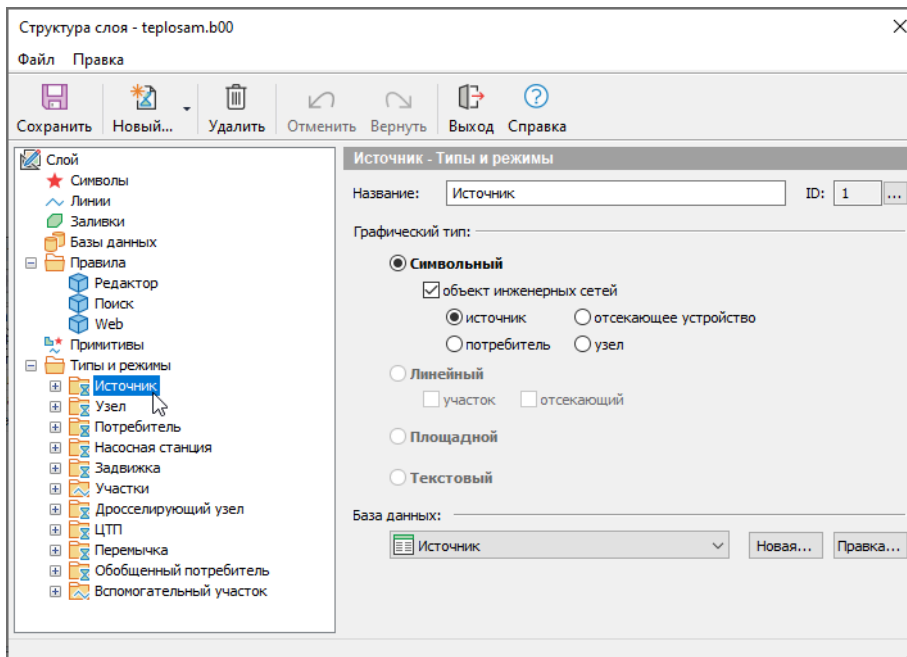 Структура слоя - teplosam.b00
Файл Правка
Сохранить Новый... Удалить Отменить Вернуть Выход Справка
Слой
Символы
Линии
Заливки
Базы данных
Правила
Редактор
Поиск
Web
Примитивы
Типы и режимы
Источник
Узел
Потребитель
Насосная станция
Задвижка
Участки
Дросселирующий узел
ЦТП
Перемычка
Обобщенный потребитель
Вспомогательный участок
Источник - Типы и режимы
Название: Источник ID: 1 ...
Графический тип:
Символьный
объект инженерных сетей
источник отсекающее устройство
потребитель узел
Линейный
участок отсекающий
Площадной
Текстовый
База данных:
Источник Новая... Правка...